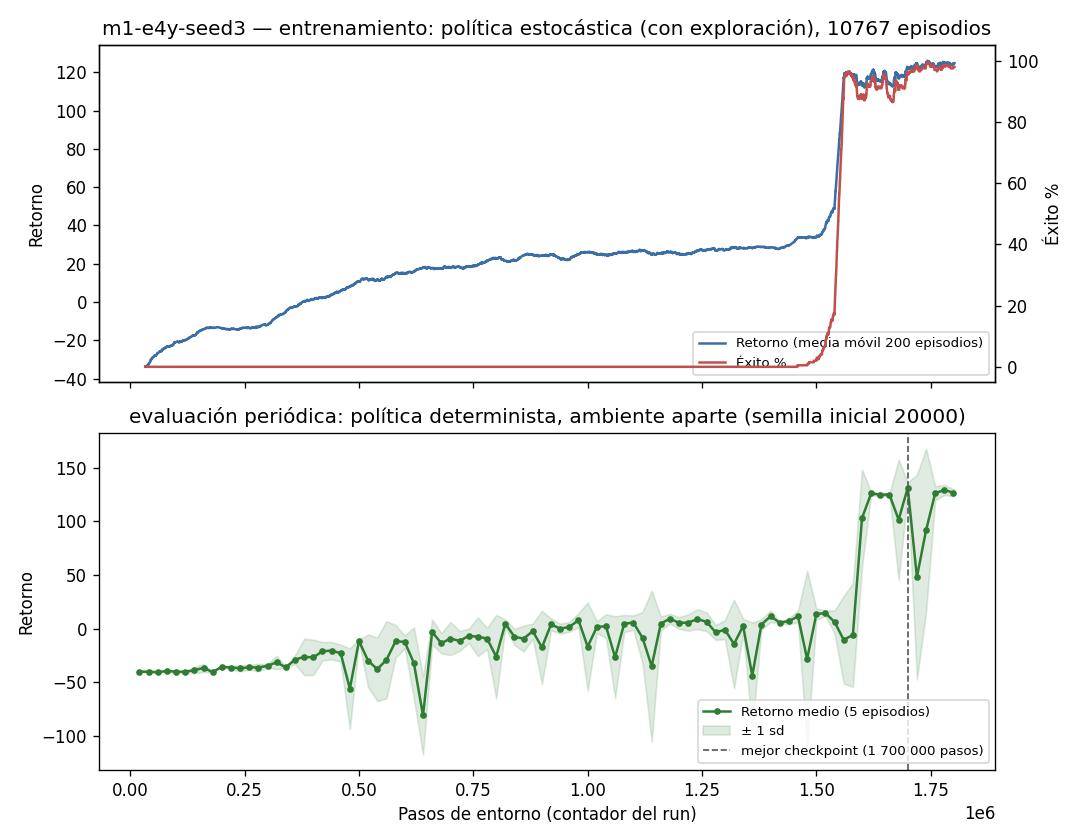 m1-e4y-seed3 — entrenamiento: política estocástica (con exploración), 10767 episodios
120
100
80
60
40
20
0
−20
−40
Retorno
100
80
60
40
20
0
Éxito %
Retorno (media móvil 200 episodios)
Éxito %
evaluación periódica: política determinista, ambiente aparte (semilla inicial 20000)
150
100
50
0
−50
−100
Retorno
Retorno medio (5 episodios)
± 1 sd
mejor checkpoint (1 700 000 pasos)
0.00 0.25 0.50 0.75 1.00 1.25 1.50 1.75
1e6
Pasos de entorno (contador del run)